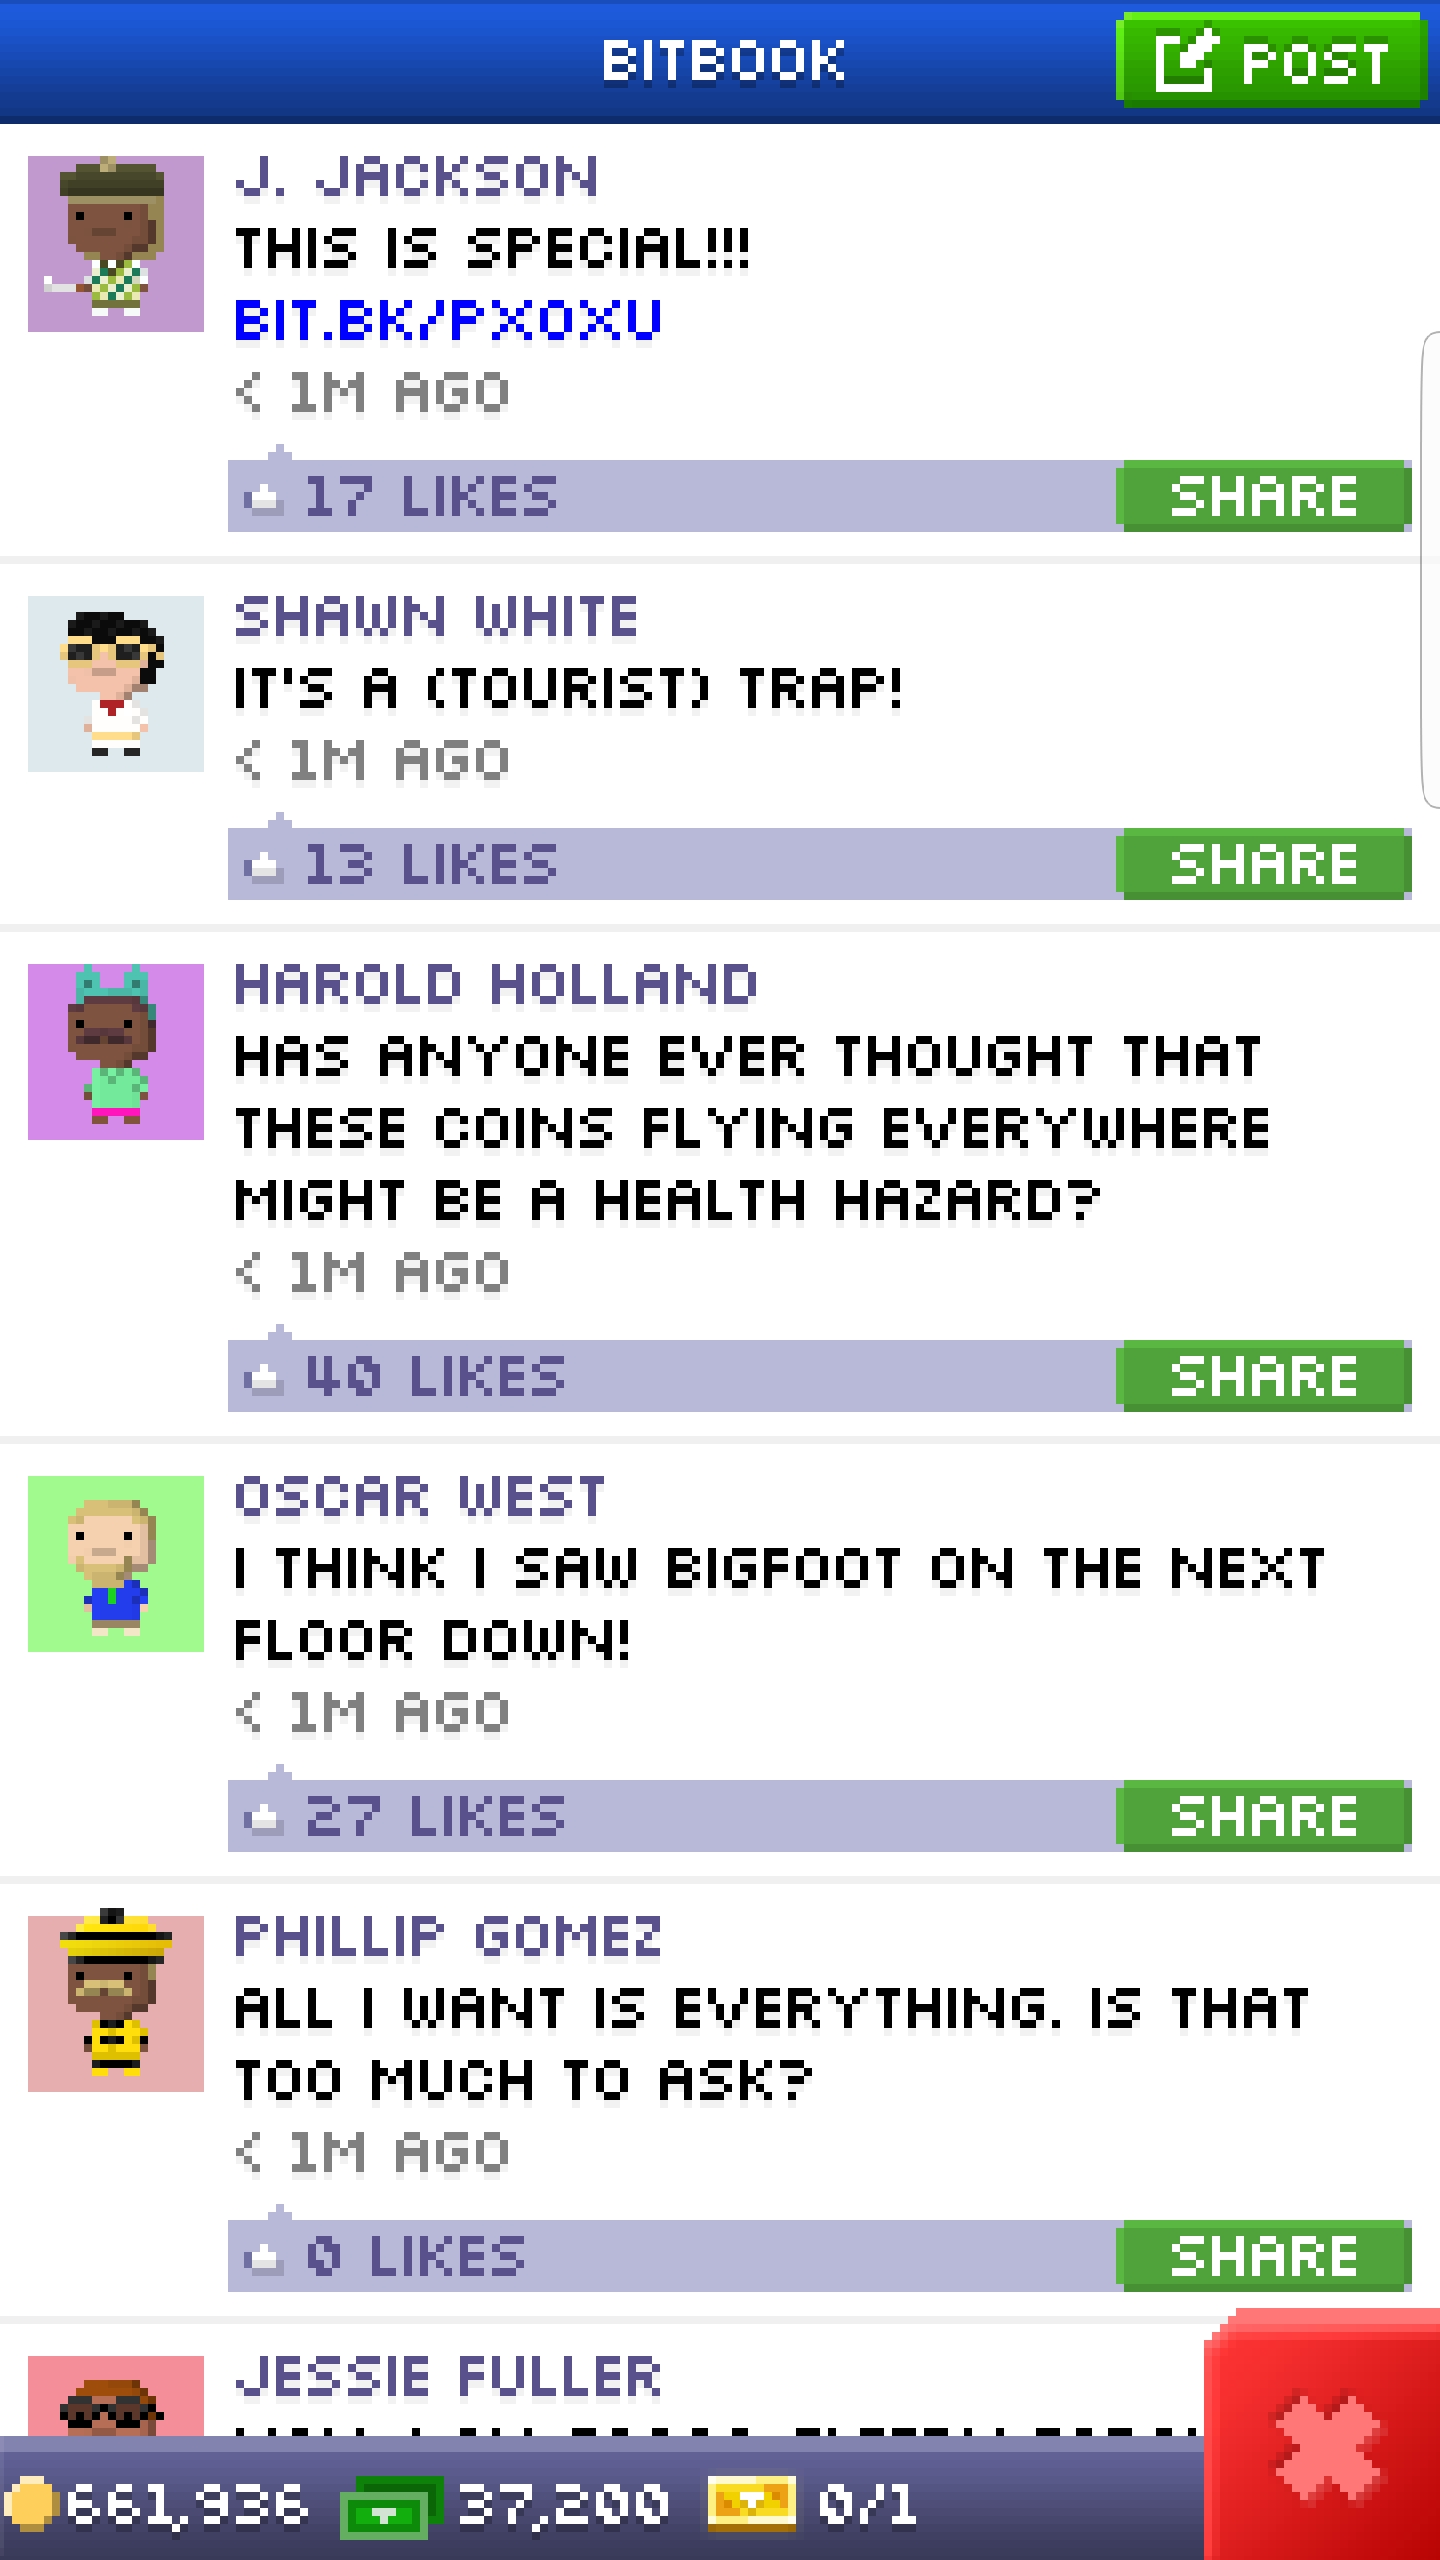 BITBOOK
POST
J. JACKSON
THIS IS SPECIAL!!!
BIT.BK/PXOXU
< 1M AGO
17 LIKES
SHARE
SHAWN WHITE
IT'S A (TOURIST) TRAP!
< 1M AGO
13 LIKES
SHARE
HAROLD HOLLAND
HAS ANYONE EVER THOUGHT THAT
THESE COINS FLYING EVERYWHERE
MIGHT BE A HEALTH HAZARD?
< 1M AGO
40 LIKES
SHARE
OSCAR WEST
I THINK I SAW BIGFOOT ON THE NEXT
FLOOR DOWN!
< 1M AGO
27 LIKES
SHARE
PHILLIP GOMEZ
ALL I WANT IS EVERYTHING. IS THAT
TOO MUCH TO ASK?
< 1M AGO
0 LIKES
SHARE
JESSIE FULLER
661,936 37,200 0/1